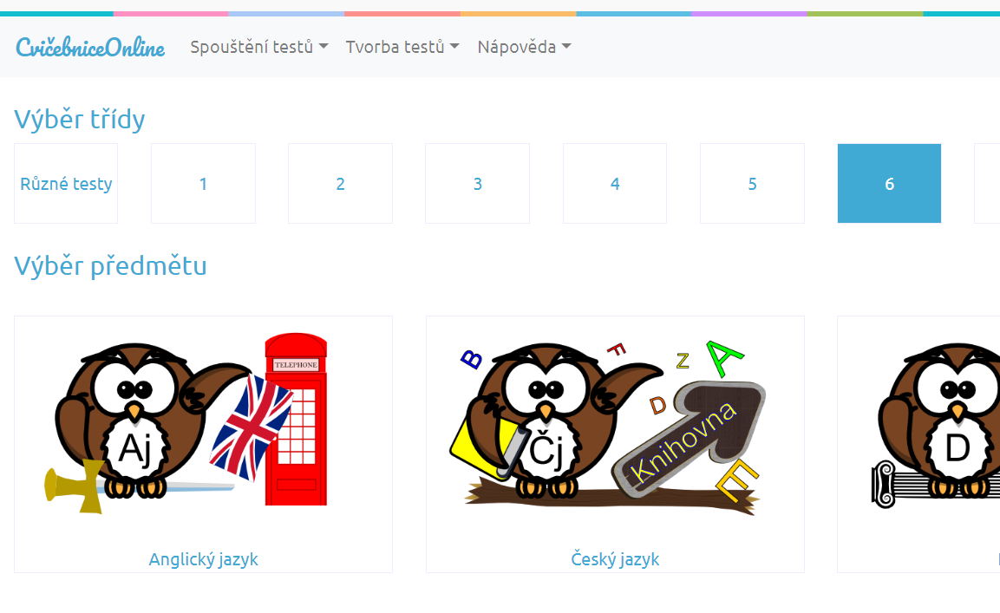 CvičebniceOnline Spouštění testů Tvorba testů Nápověda
Výběr třídy
Různé testy 1 2 3 4 5 6
Výběr předmětu
TELEPHONE
Aj
B F Z A
D
Čj
Knihovna
E
D
Anglický jazyk
Český jazyk